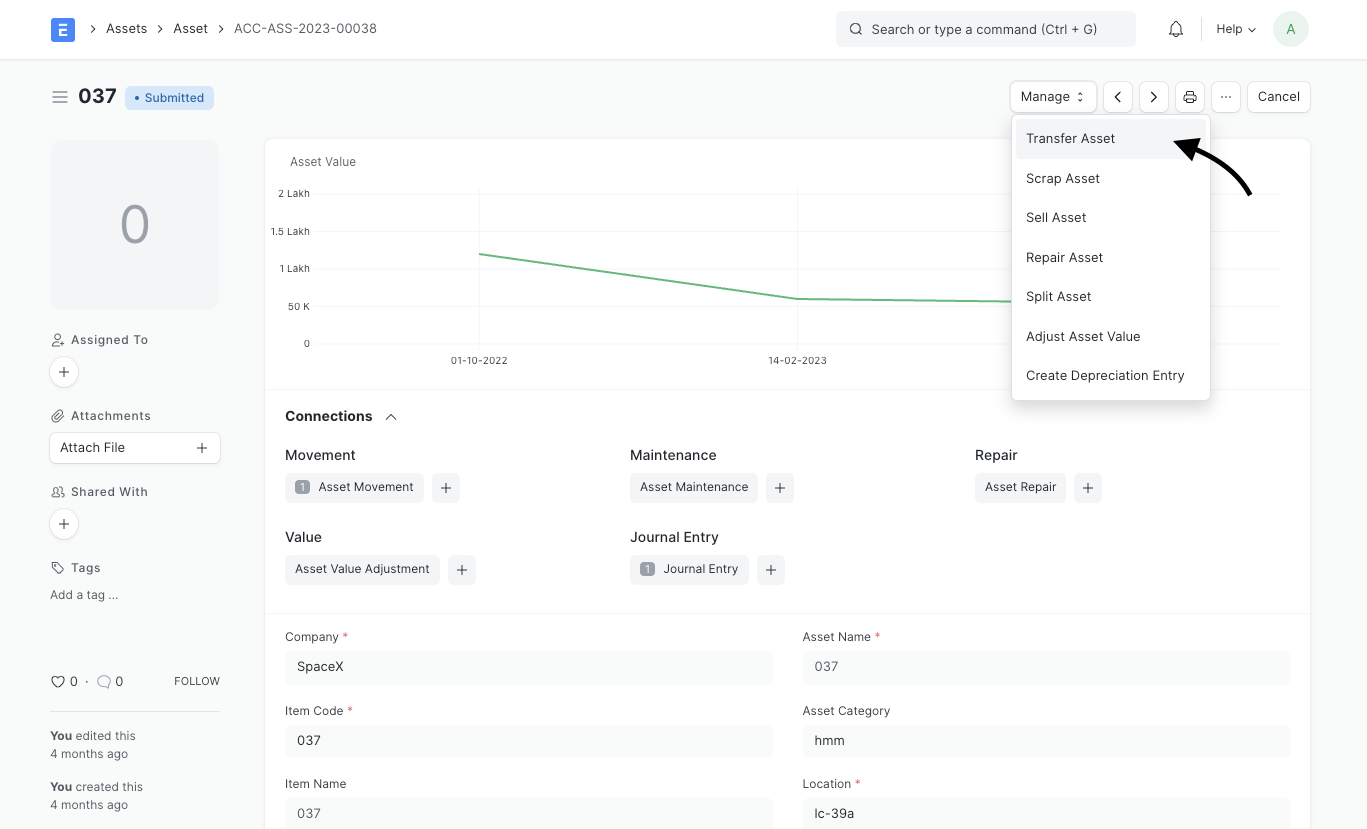 E Assets Asset ACC-ASS-2023-00038 Search or type a command (Ctrl + G) Help A
037 Submitted Manage ... Cancel
Transfer Asset
Scrap Asset
Sell Asset
Repair Asset
Split Asset
Adjust Asset Value
Create Depreciation Entry
0
Assigned To
+
Attachments
Attach File +
Shared With
+
Tags
Add a tag ...
0 · 0 FOLLOW
You edited this
4 months ago
You created this
4 months ago
Asset Value
2 Lakh
1.5 Lakh
1 Lakh
50 K
0
01-10-2022 14-02-2023
Connections
Movement Maintenance Repair
1 Asset Movement + Asset Maintenance + Asset Repair +
Value Journal Entry
Asset Value Adjustment + 1 Journal Entry +
Company * Asset Name *
SpaceX 037
Item Code * Asset Category
037 hmm
Item Name Location *
037 lc-39a